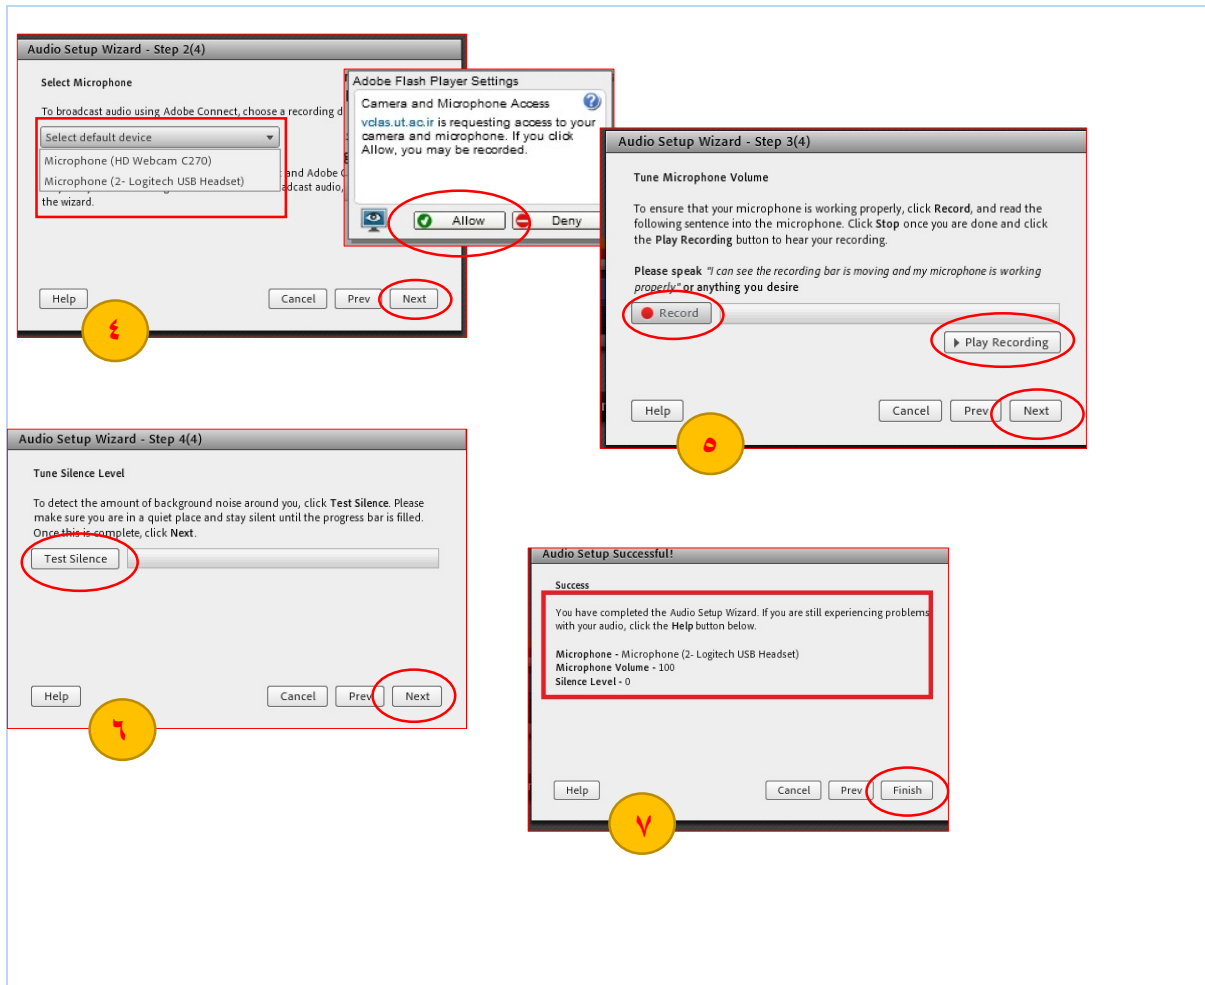 Audio Setup Wizard - Step 2(4)
Select Microphone
To broadcast audio using Adobe Connect, choose a recording d
Select default device
Microphone (HD Webcam C270)
Microphone (2- Logitech USB Headset)
and Adobe C
adcast audio,
the wizard.
Help
Cancel
Prev
Next
٤
Adobe Flash Player Settings
Camera and Microphone Access
vclas.ut.ac.ir is requesting access to your
camera and microphone. If you click
Allow, you may be recorded.
Allow
Deny
Audio Setup Wizard - Step 3(4)
Tune Microphone Volume
To ensure that your microphone is working properly, click Record, and read the
following sentence into the microphone. Click Stop once you are done and click
the Play Recording button to hear your recording.
Please speak "I can see the recording bar is moving and my microphone is working
properly." or anything you desire
Record
Play Recording
Help
Cancel
Prev
Next
٥
Audio Setup Wizard - Step 4(4)
Tune Silence Level
To detect the amount of background noise around you, click Test Silence. Please
make sure you are in a quiet place and stay silent until the progress bar is filled.
Once this is complete, click Next.
Test Silence
Help
Cancel
Prev
Next
٦
Audio Setup Successful!
Success
You have completed the Audio Setup Wizard. If you are still experiencing problems
with your audio, click the Help button below.
Microphone - Microphone (2- Logitech USB Headset)
Microphone Volume - 100
Silence Level - 0
Help
Cancel
Prev
Finish
٧